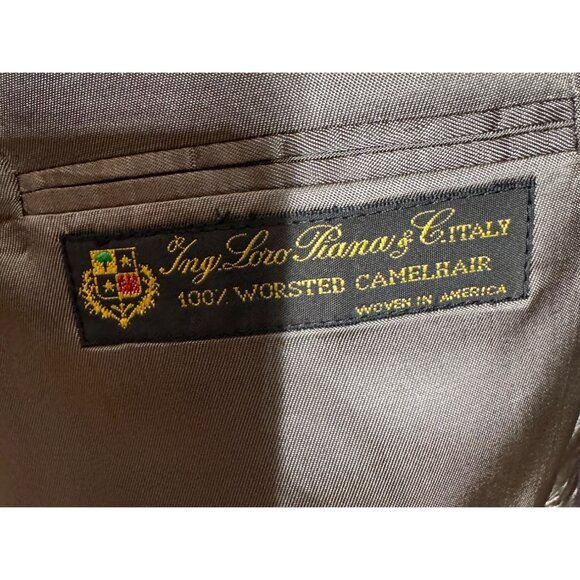 Ing. Loro Piana & C. ITALY
100% WORSTED CAMELHAIR
WOVEN IN AMERICA